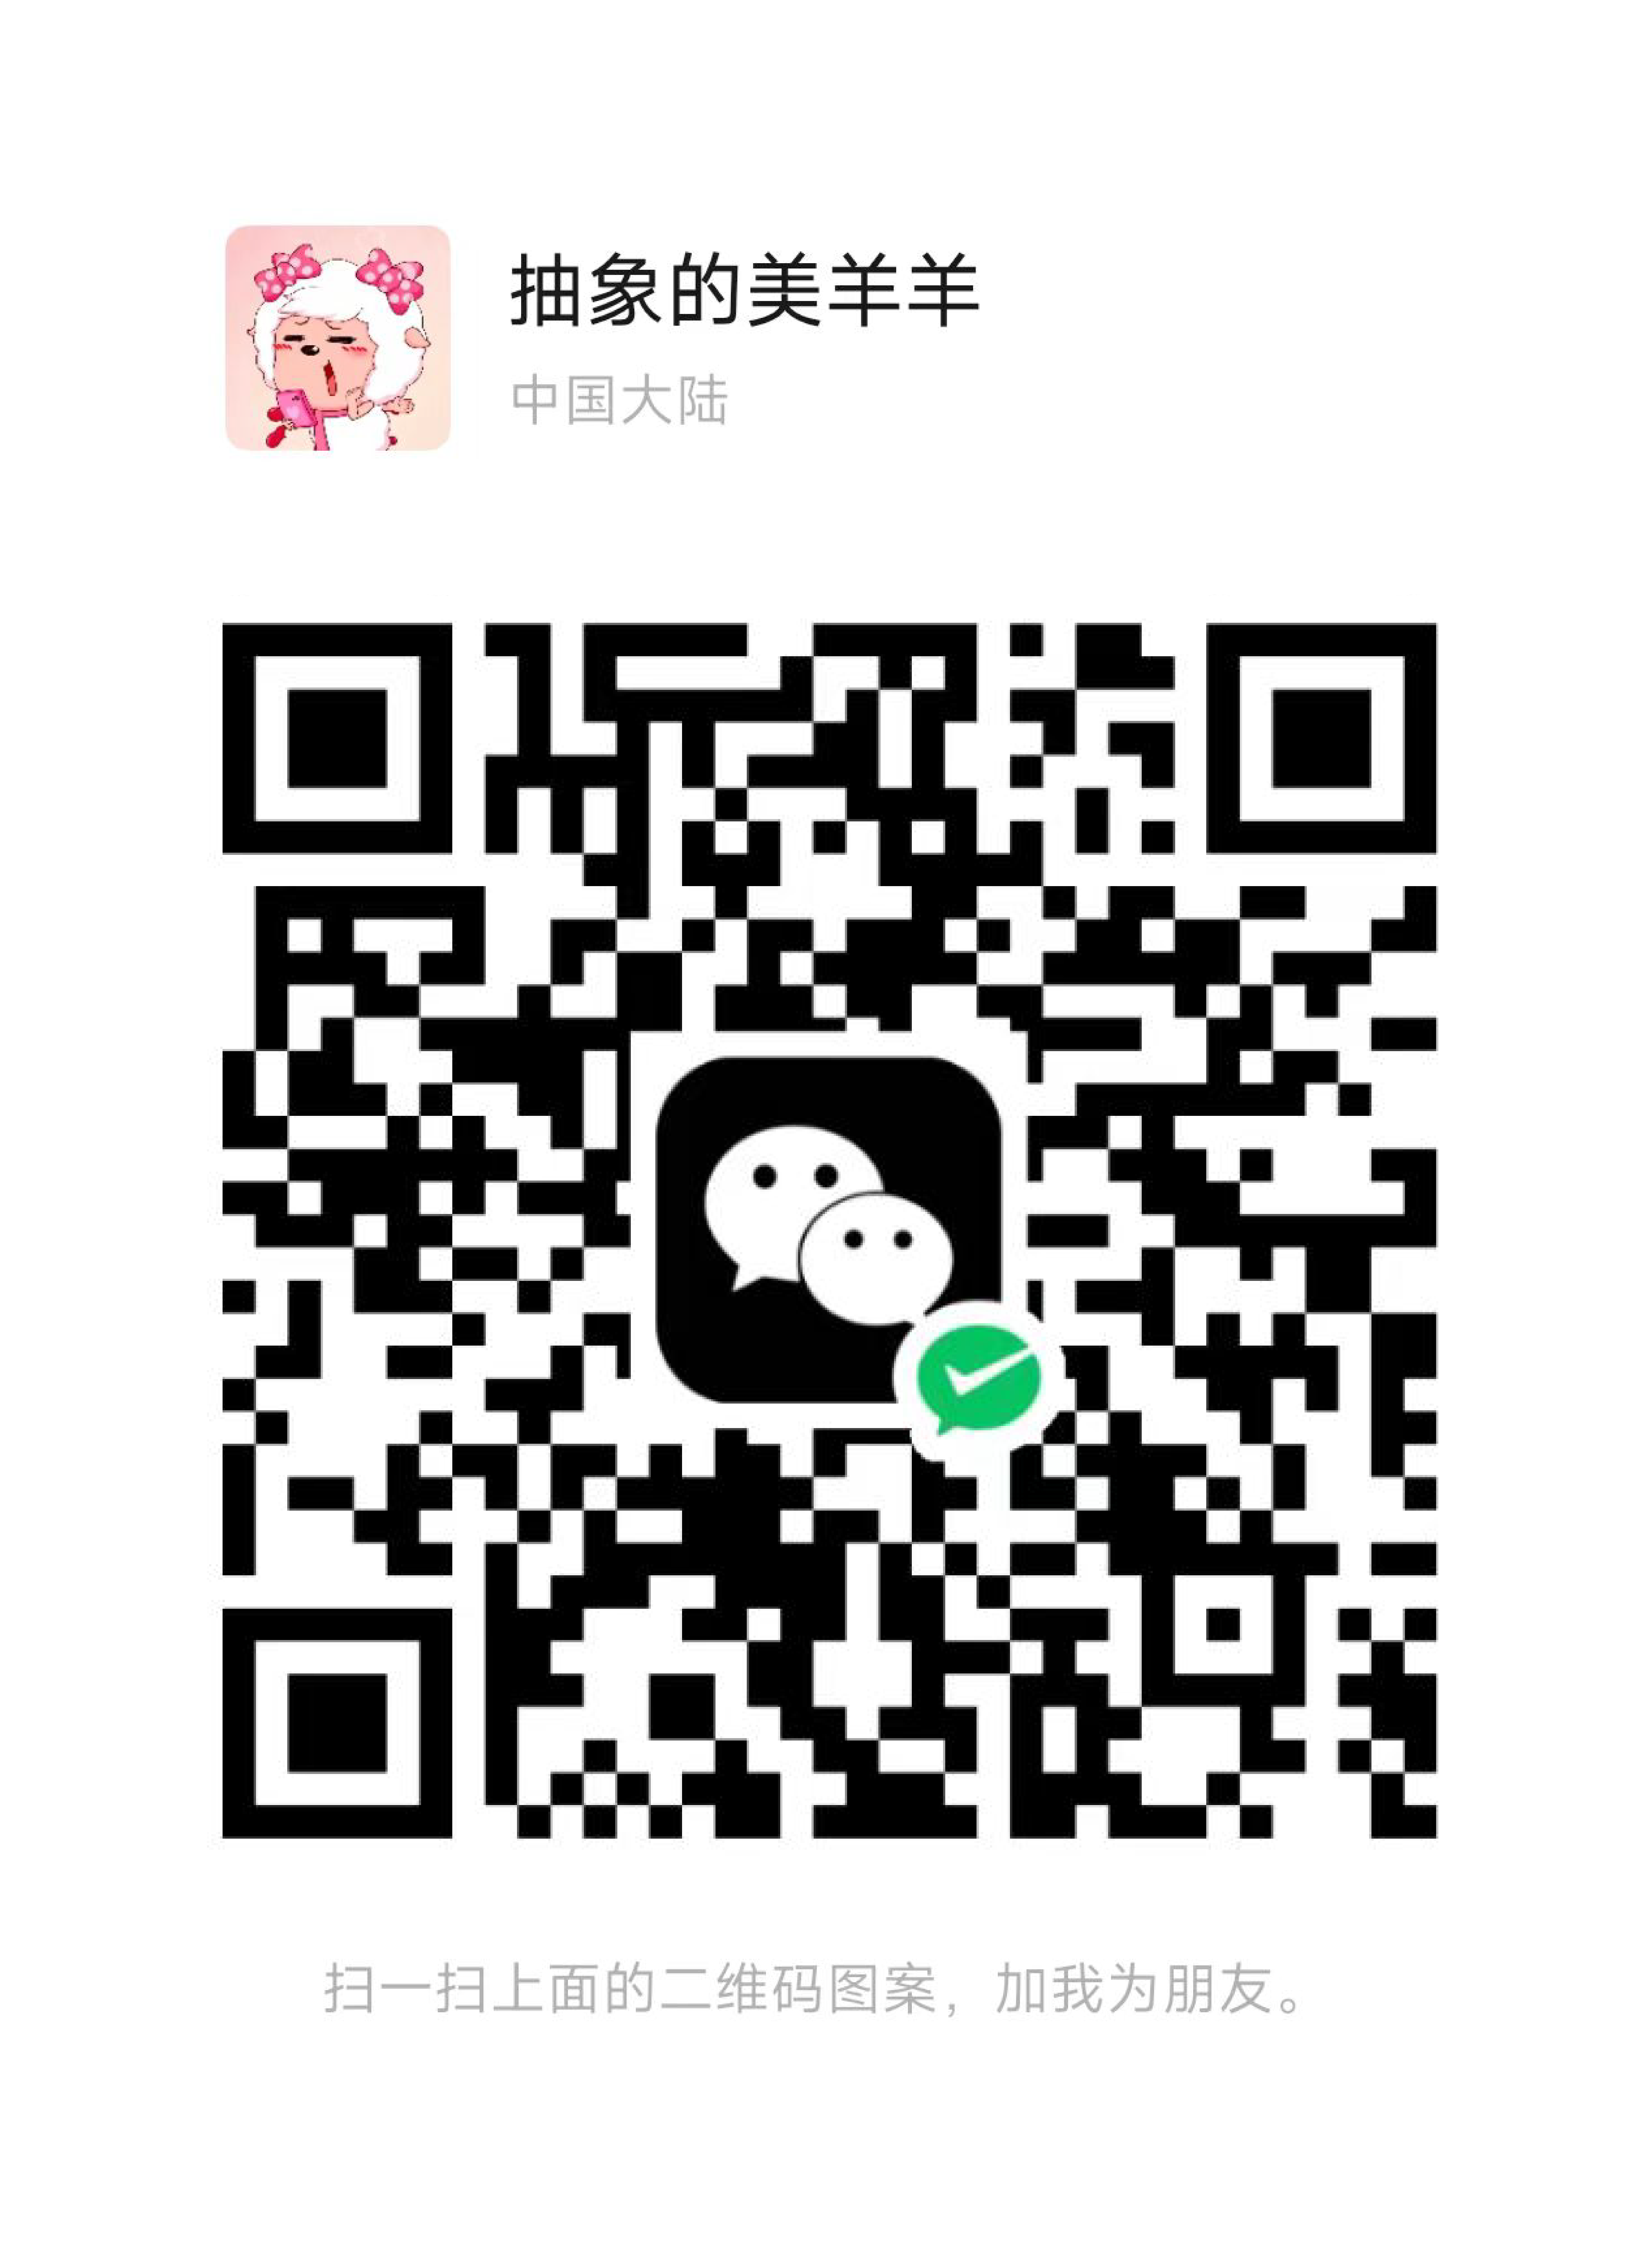 抽象的美羊羊
中国大陆
扫一扫上面的二维码图案，加我为朋友。